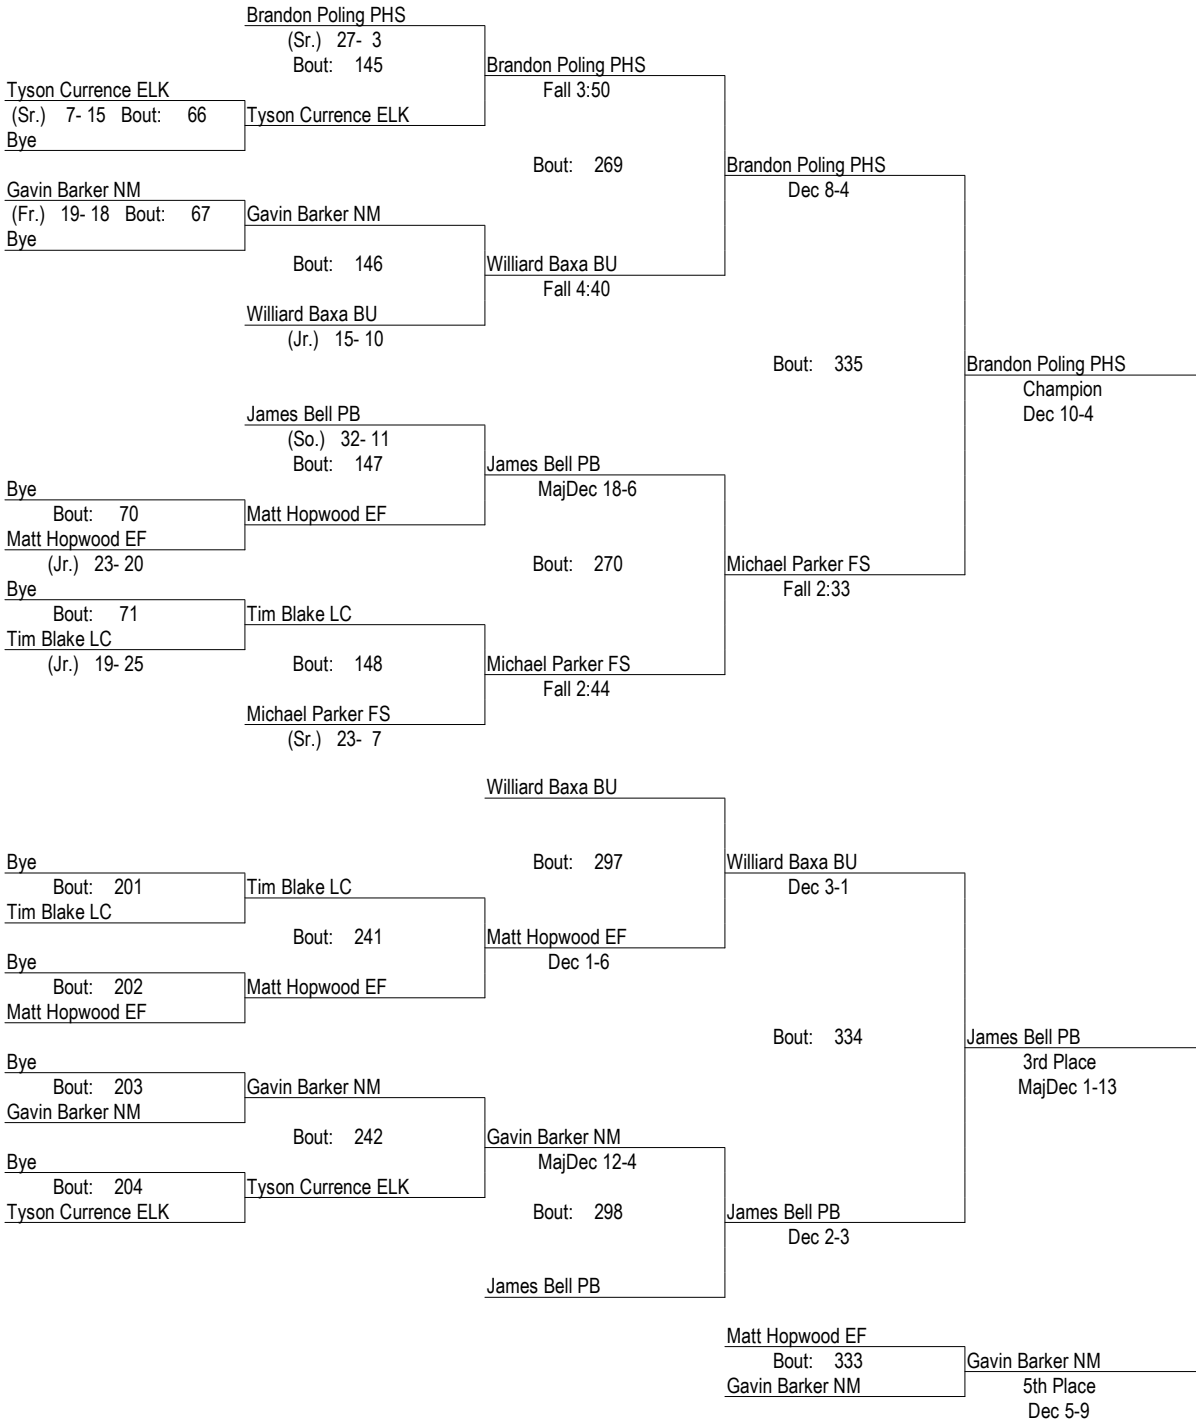 Brandon Poling PHS
(Sr.) 27- 3
Bout: 145
Brandon Poling PHS
Fall 3:50
Tyson Currence ELK
(Sr.) 7- 15 Bout: 66
Tyson Currence ELK
Bye
Bout: 269
Brandon Poling PHS
Dec 8-4
Gavin Barker NM
(Fr.) 19- 18 Bout: 67
Gavin Barker NM
Bye
Bout: 146
Williard Baxa BU
Fall 4:40
Williard Baxa BU
(Jr.) 15- 10
Bout: 335
Brandon Poling PHS
Champion
Dec 10-4
James Bell PB
(So.) 32- 11
Bout: 147
James Bell PB
MajDec 18-6
Bye
Bout: 70
Matt Hopwood EF
Matt Hopwood EF
(Jr.) 23- 20
Bout: 270
Michael Parker FS
Fall 2:33
Bye
Bout: 71
Tim Blake LC
Tim Blake LC
(Jr.) 19- 25
Bout: 148
Michael Parker FS
Fall 2:44
Michael Parker FS
(Sr.) 23- 7
Williard Baxa BU
Bout: 297
Williard Baxa BU
Dec 3-1
Bye
Bout: 201
Tim Blake LC
Tim Blake LC
Bout: 241
Matt Hopwood EF
Dec 1-6
Bye
Bout: 202
Matt Hopwood EF
Matt Hopwood EF
Bout: 334
James Bell PB
3rd Place
MajDec 1-13
Bye
Bout: 203
Gavin Barker NM
Gavin Barker NM
Bout: 242
Gavin Barker NM
MajDec 12-4
Bye
Bout: 204
Tyson Currence ELK
Tyson Currence ELK
Bout: 298
James Bell PB
Dec 2-3
James Bell PB
Matt Hopwood EF
Bout: 333
Gavin Barker NM
Gavin Barker NM
5th Place
Dec 5-9